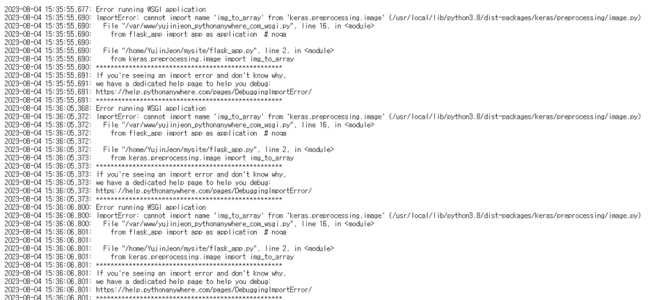 2023-08-04 15:35:55,677: Error running WSGI application
2023-08-04 15:35:55,690: ImportError: cannot import name 'img_to_array' from 'keras.preprocessing.image' (/usr/local/lib/python3.8/dist-packages/keras/preprocessing/image.py)
2023-08-04 15:35:55,690:   File "/var/www/yujinjeon_pythonanywhere_com_wsgi.py", line 16, in <module>
2023-08-04 15:35:55,690:     from flask_app import app as application  # noqa
2023-08-04 15:35:55,690:
2023-08-04 15:35:55,690:   File "/home/YujinJeon/mysite/flask_app.py", line 2, in <module>
2023-08-04 15:35:55,690:     from keras.preprocessing.image import img_to_array
2023-08-04 15:35:55,690: ***************************************************
2023-08-04 15:35:55,691: If you're seeing an import error and don't know why,
2023-08-04 15:35:55,691: we have a dedicated help page to help you debug:
2023-08-04 15:35:55,691: https://help.pythonanywhere.com/pages/DebuggingImportError/
2023-08-04 15:35:55,691: ***************************************************
2023-08-04 15:36:05,368: Error running WSGI application
2023-08-04 15:36:05,372: ImportError: cannot import name 'img_to_array' from 'keras.preprocessing.image' (/usr/local/lib/python3.8/dist-packages/keras/preprocessing/image.py)
2023-08-04 15:36:05,372:   File "/var/www/yujinjeon_pythonanywhere_com_wsgi.py", line 16, in <module>
2023-08-04 15:36:05,372:     from flask_app import app as application  # noqa
2023-08-04 15:36:05,372:
2023-08-04 15:36:05,372:   File "/home/YujinJeon/mysite/flask_app.py", line 2, in <module>
2023-08-04 15:36:05,373:     from keras.preprocessing.image import img_to_array
2023-08-04 15:36:05,373: ***************************************************
2023-08-04 15:36:05,373: If you're seeing an import error and don't know why,
2023-08-04 15:36:05,373: we have a dedicated help page to help you debug:
2023-08-04 15:36:05,373: https://help.pythonanywhere.com/pages/DebuggingImportError/
2023-08-04 15:36:05,373: ***************************************************
2023-08-04 15:36:06,800: Error running WSGI application
2023-08-04 15:36:06,800: ImportError: cannot import name 'img_to_array' from 'keras.preprocessing.image' (/usr/local/lib/python3.8/dist-packages/keras/preprocessing/image.py)
2023-08-04 15:36:06,800:   File "/var/www/yujinjeon_pythonanywhere_com_wsgi.py", line 16, in <module>
2023-08-04 15:36:06,801:     from flask_app import app as application  # noqa
2023-08-04 15:36:06,801:
2023-08-04 15:36:06,801:   File "/home/YujinJeon/mysite/flask_app.py", line 2, in <module>
2023-08-04 15:36:06,801:     from keras.preprocessing.image import img_to_array
2023-08-04 15:36:06,801: ***************************************************
2023-08-04 15:36:06,801: If you're seeing an import error and don't know why,
2023-08-04 15:36:06,801: we have a dedicated help page to help you debug:
2023-08-04 15:36:06,801: https://help.pythonanywhere.com/pages/DebuggingImportError/
2023-08-04 15:36:06,801: ***************************************************